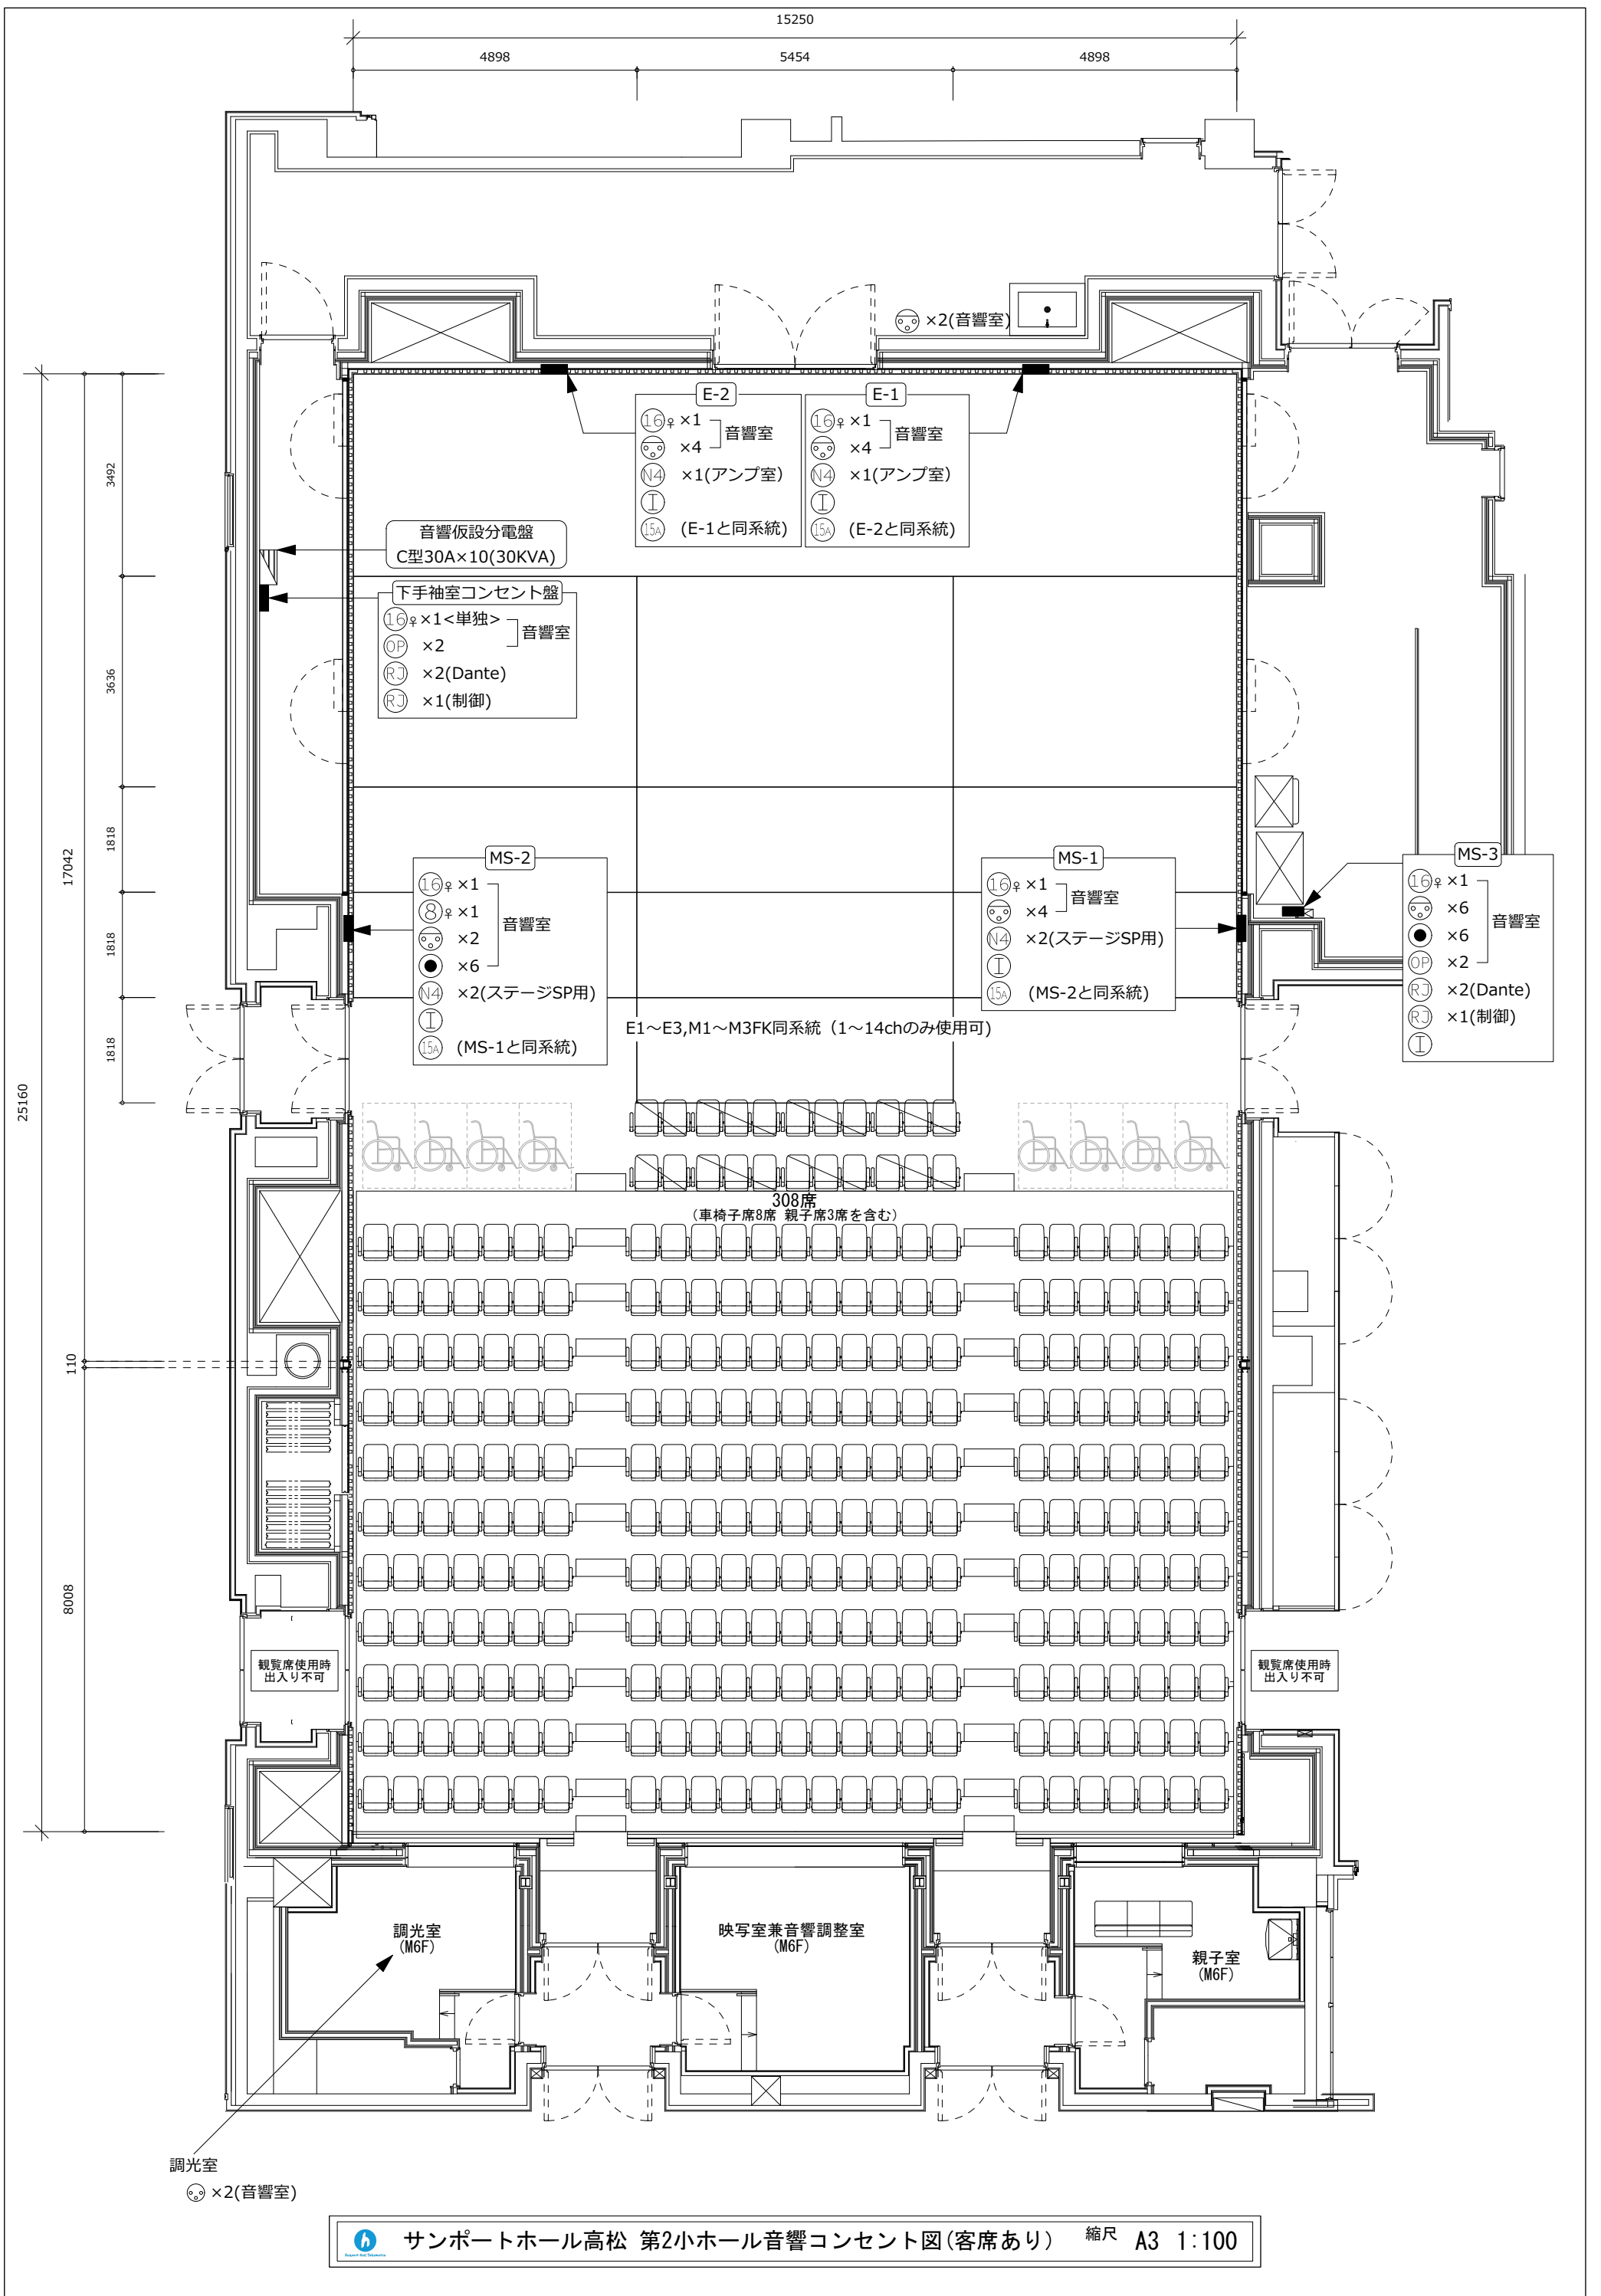 15250
4898
5454
4898
×2(音響室)
E-2
16♀ ×1
×4
音響室
N4 ×1(アンプ室)
I
15A (E-1と同系統)
E-1
16♀ ×1
×4
音響室
N4 ×1(アンプ室)
I
15A (E-2と同系統)
音響仮設分電盤
C型30A×10(30KVA)
下手袖室コンセント盤
16♀×1<単独>
OP ×2
音響室
RJ ×2(Dante)
RJ ×1(制御)
3492
3636
1818
1818
1818
17042
25160
110
8008
MS-2
16♀ ×1
8♀ ×1
×2
×6
音響室
N4 ×2(ステージSP用)
I
15A (MS-1と同系統)
MS-1
16♀ ×1
×4
音響室
N4 ×2(ステージSP用)
I
15A (MS-2と同系統)
MS-3
16♀ ×1
×6
×6
OP ×2
音響室
RJ ×2(Dante)
RJ ×1(制御)
I
E1～E3,M1～M3FK同系統（1～14chのみ使用可)
308席
(車椅子席8席 親子席3席を含む)
観覧席使用時
出入り不可
観覧席使用時
出入り不可
調光室
(M6F)
映写室兼音響調整室
(M6F)
親子室
(M6F)
調光室
×2(音響室)
サンポートホール高松 第2小ホール音響コンセント図(客席あり) 縮尺 A3 1:100